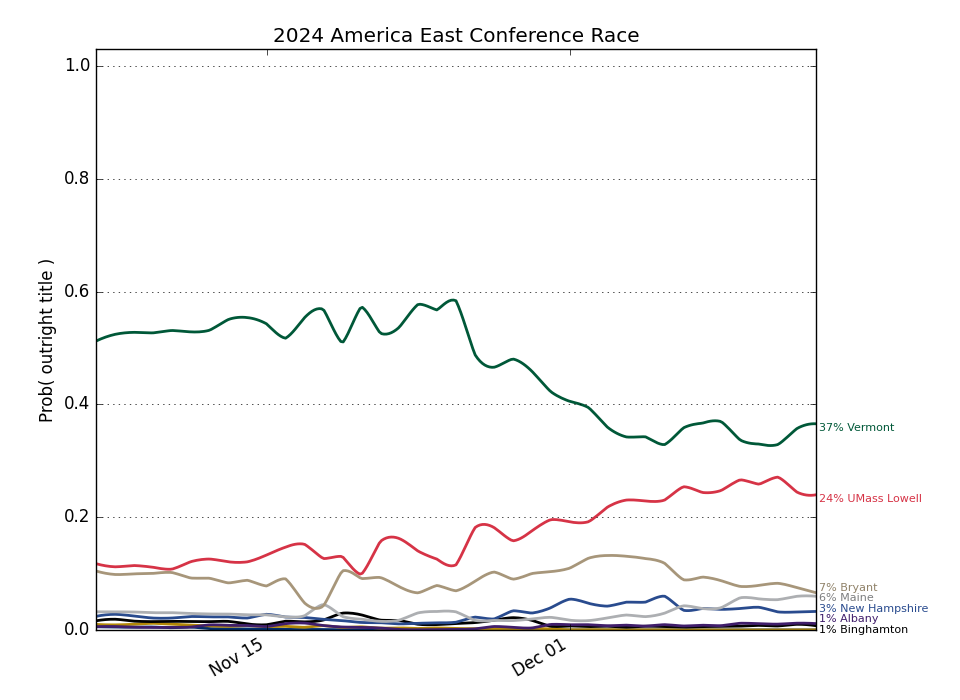 2024 America East Conference Race
1.0
0.8
0.6
0.4
0.2
0.0
Prob( outright title )
Nov 15
Dec 01
37% Vermont
24% UMass Lowell
7% Bryant
6% Maine
3% New Hampshire
1% Albany
1% Binghamton